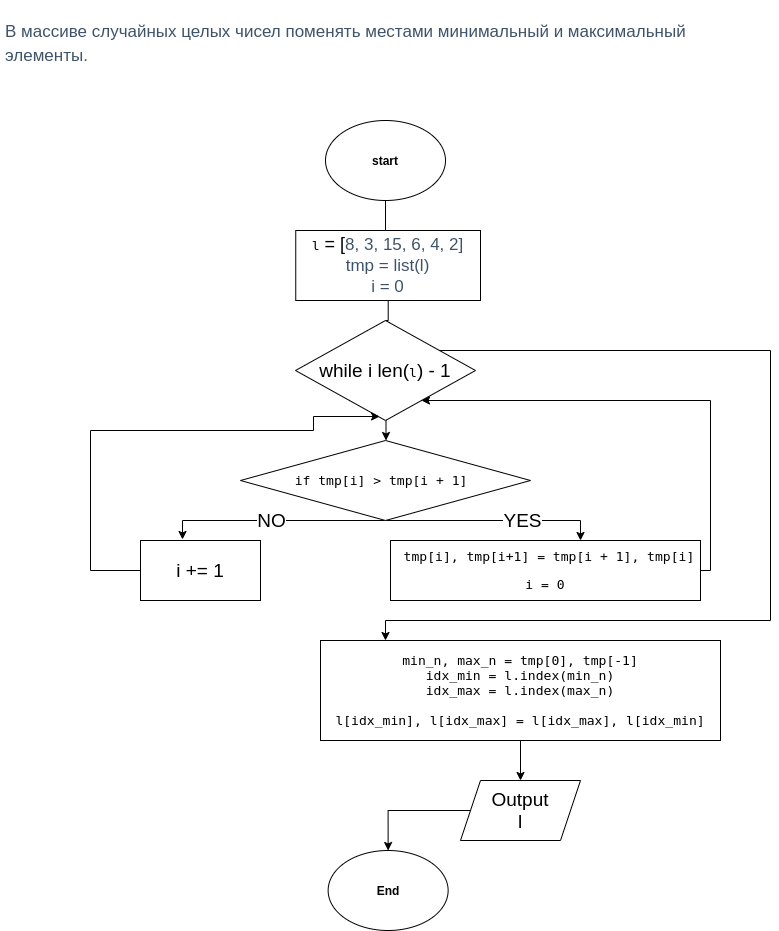 В массиве случайных целых чисел поменять местами минимальный и максимальный
элементы.
start
l = [8, 3, 15, 6, 4, 2]
tmp = list(l)
i = 0
while i len(l) - 1
if tmp[i] > tmp[i + 1]
NO
YES
i += 1
tmp[i], tmp[i+1] = tmp[i + 1], tmp[i]
i = 0
min_n, max_n = tmp[0], tmp[-1]
idx_min = l.index(min_n)
idx_max = l.index(max_n)
l[idx_min], l[idx_max] = l[idx_max], l[idx_min]
Output
l
End